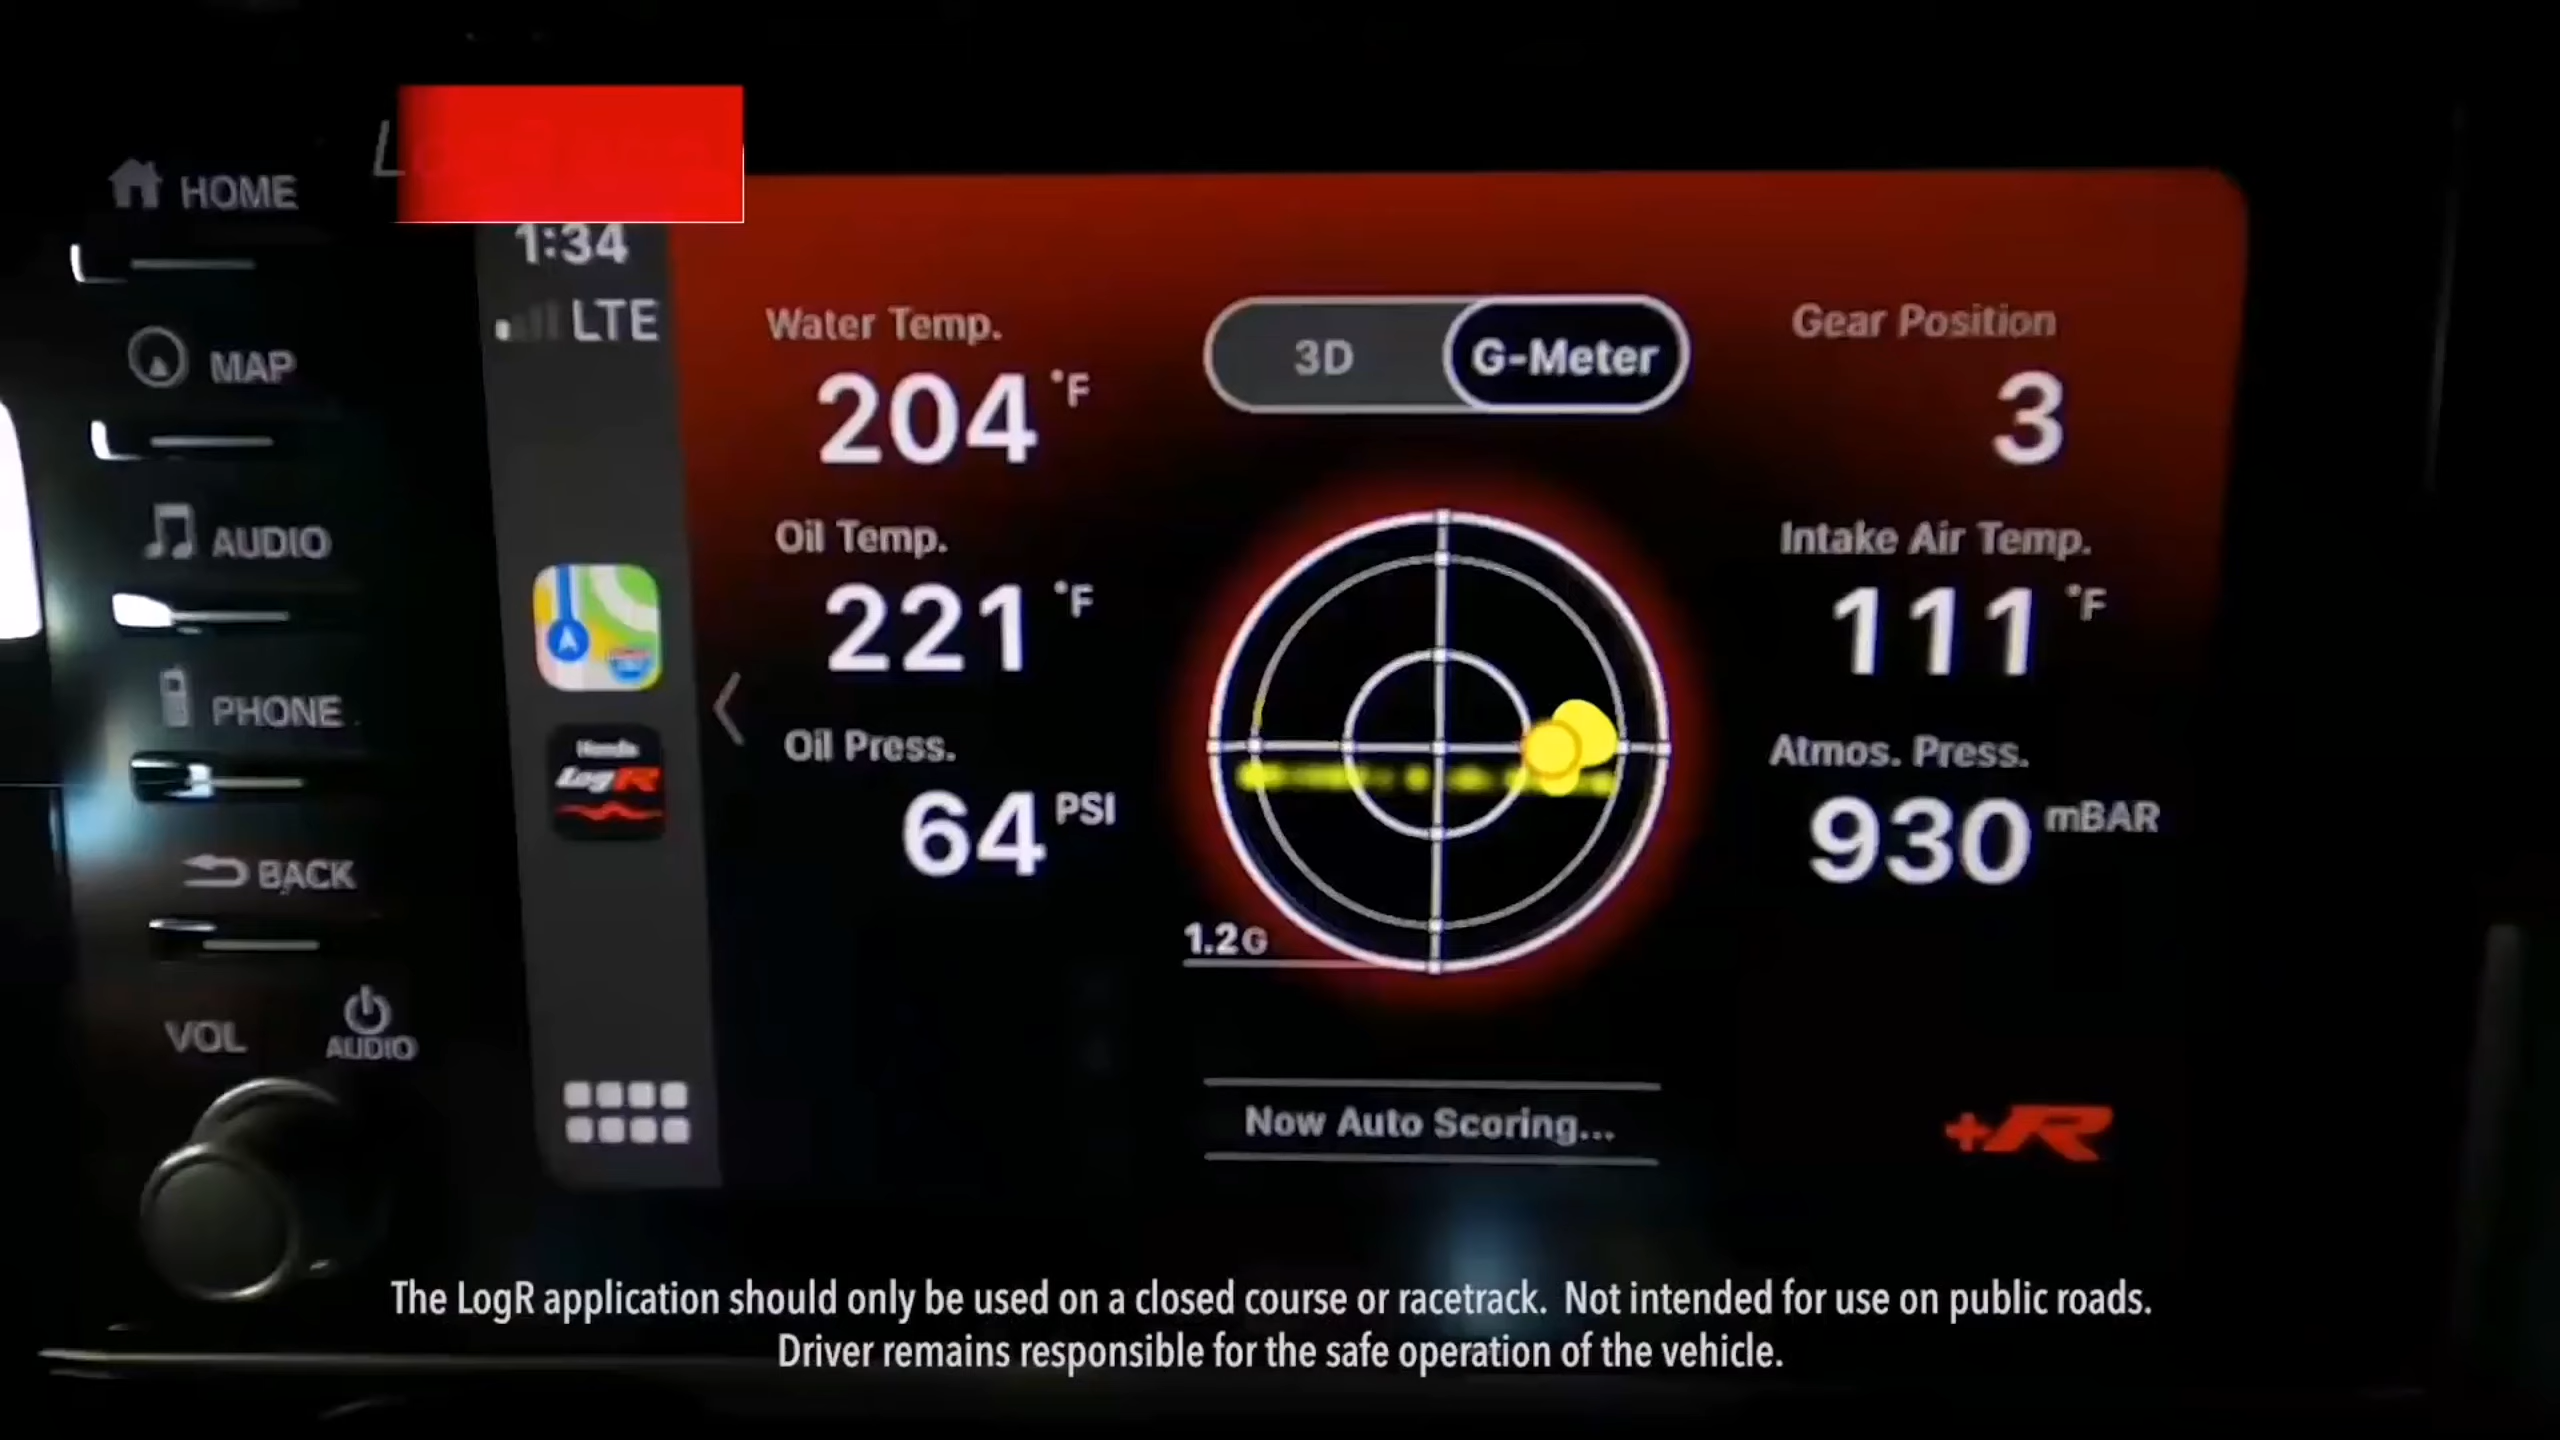 HOME
MAP
AUDIO
PHONE
BACK
VOL
AUDIO
1:34
LTE
Honda
LogR
Water Temp.
204 °F
Oil Temp.
221 °F
Oil Press.
64 PSI
3D
G-Meter
1.2G
Now Auto Scoring...
Gear Position
3
Intake Air Temp.
111 °F
Atmos. Press.
930 mBAR
+R
The LogR application should only be used on a closed course or racetrack. Not intended for use on public roads.
Driver remains responsible for the safe operation of the vehicle.